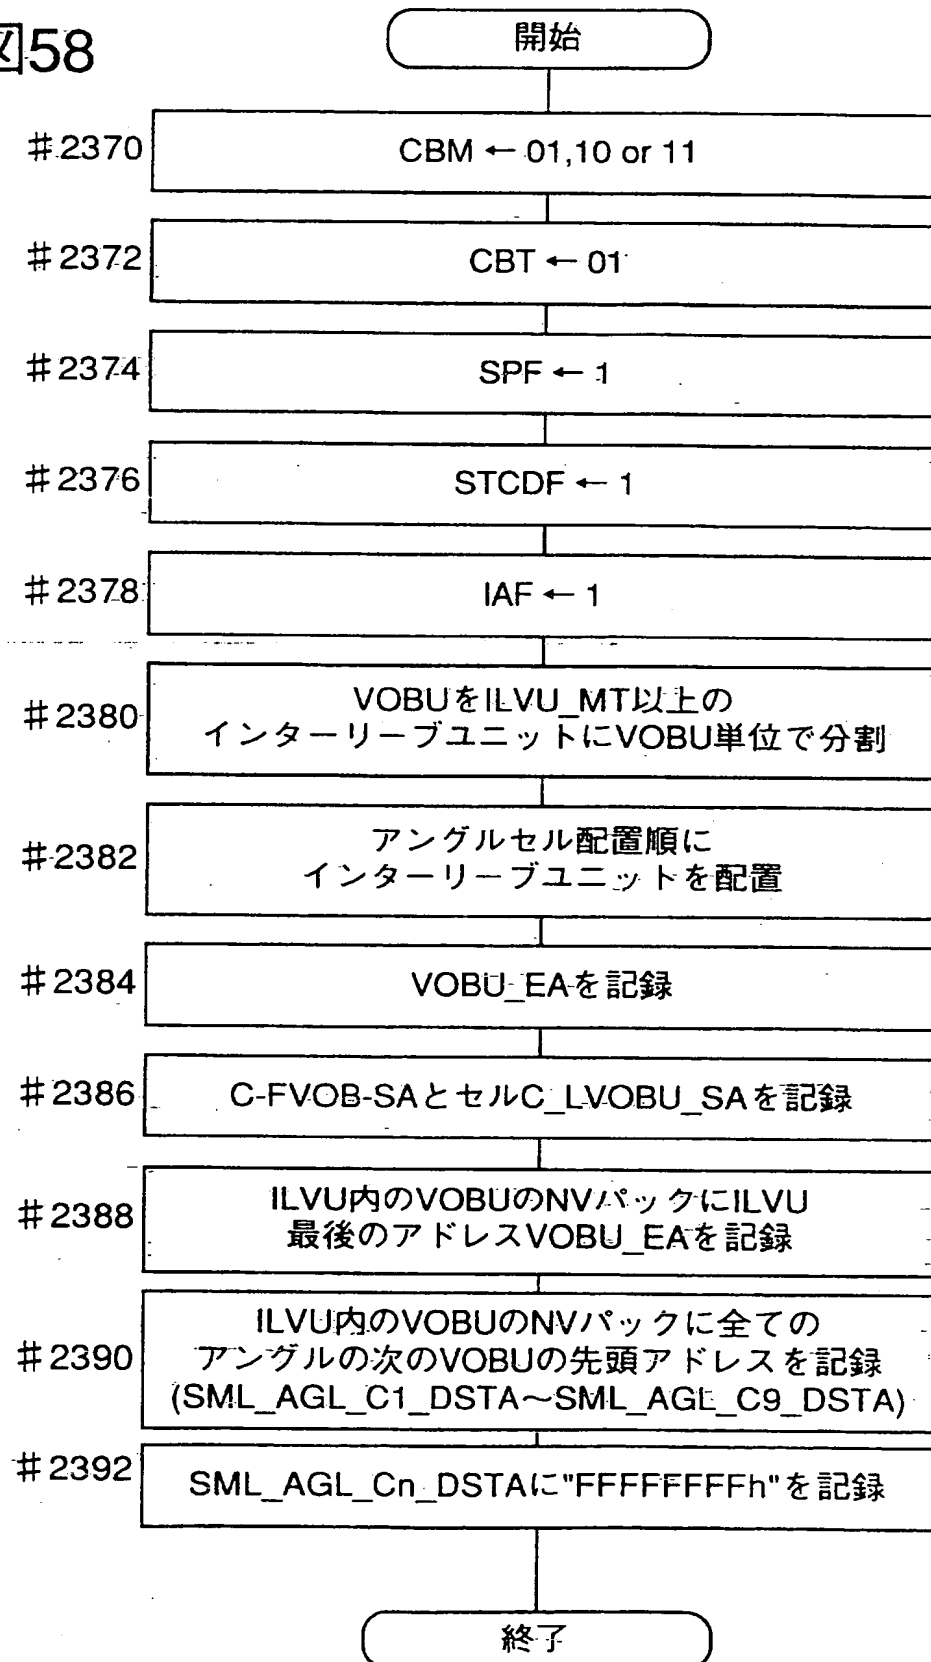 図58
開始
#2370
CBM ← 01,10 or 11
#2372
CBT ← 01
#2374
SPF ← 1
#2376
STCDF ← 1
#2378
IAF ← 1
#2380
VOBUをILVU_MT以上の
インターリーブユニットにVOBU単位で分割
#2382
アングルセル配置順に
インターリーブユニットを配置
#2384
VOBU_EAを記録
#2386
C-FVOB-SAとセルC_LVOBU_SAを記録
#2388
ILVU内のVOBUのNVパックにILVU
最後のアドレスVOBU_EAを記録
#2390
ILVU内のVOBUのNVパックに全ての
アングルの次のVOBUの先頭アドレスを記録
(SML_AGL_C1_DSTA～SML_AGL_C9_DSTA)
#2392
SML_AGL_Cn_DSTAに"FFFFFFFFh"を記録
終了